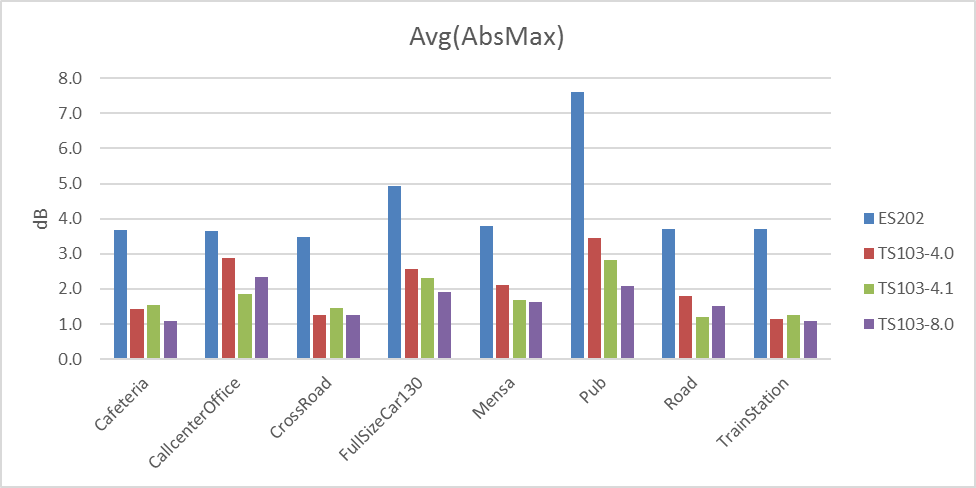 Avg(AbsMax)
8.0
7.0
6.0
5.0
4.0
3.0
2.0
1.0
0.0
dB
Cafeteria
CallcenterOffice
CrossRoad
FullSizeCar130
Mensa
Pub
Road
TrainStation
ES202
TS103-4.0
TS103-4.1
TS103-8.0